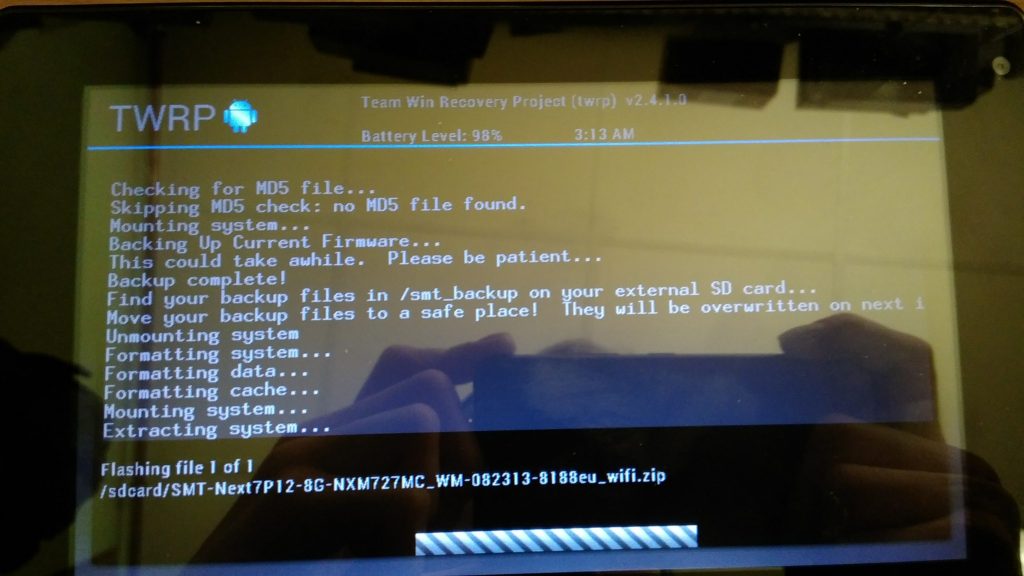 TWRP
Team Win Recovery Project (twrp) v2.4.1.0
Battery Level: 98% 3:13 AM
Checking for MD5 file...
Skipping MD5 check: no MD5 file found.
Mounting system...
Backing Up Current Firmware...
This could take awhile. Please be patient...
Backup complete!
Find your backup files in /smt_backup on your external SD card...
Move your backup files to a safe place! They will be overwritten on next i
Unmounting system
Formatting system...
Formatting data...
Formatting cache...
Mounting system...
Extracting system...
Flashing file 1 of 1
/sdcard/SMT-Next7P12-8G-NXM727MC_WM-082313-8188eu_wifi.zip